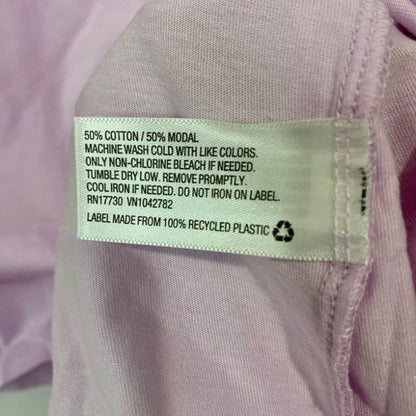 50% COTTON / 50% MODAL
MACHINE WASH COLD WITH LIKE COLORS.
ONLY NON-CHLORINE BLEACH IF NEEDED.
TUMBLE DRY LOW. REMOVE PROMPTLY.
COOL IRON IF NEEDED. DO NOT IRON ON LABEL.
RN17730 VN1042782
LABEL MADE FROM 100% RECYCLED PLASTIC